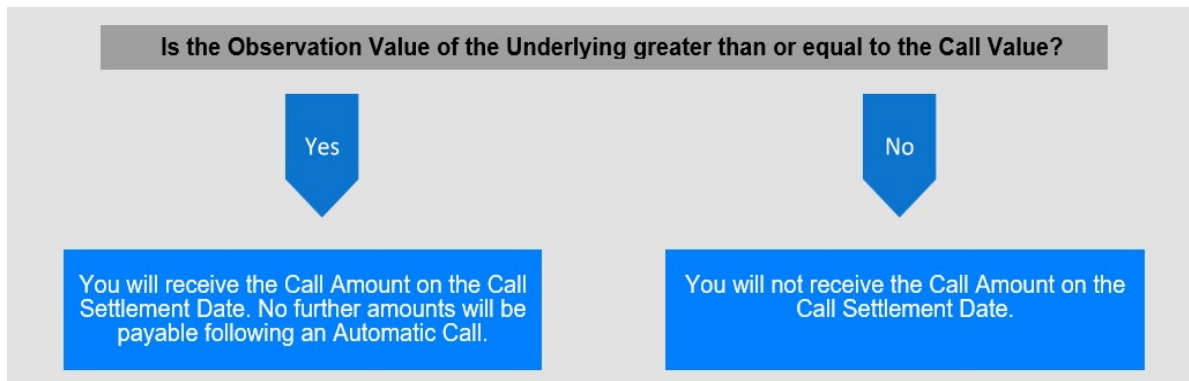 Is the Observation Value of the Underlying greater than or equal to the Call Value?
Yes
No
You will receive the Call Amount on the Call
Settlement Date. No further amounts will be
payable following an Automatic Call.
You will not receive the Call Amount on the
Call Settlement Date.